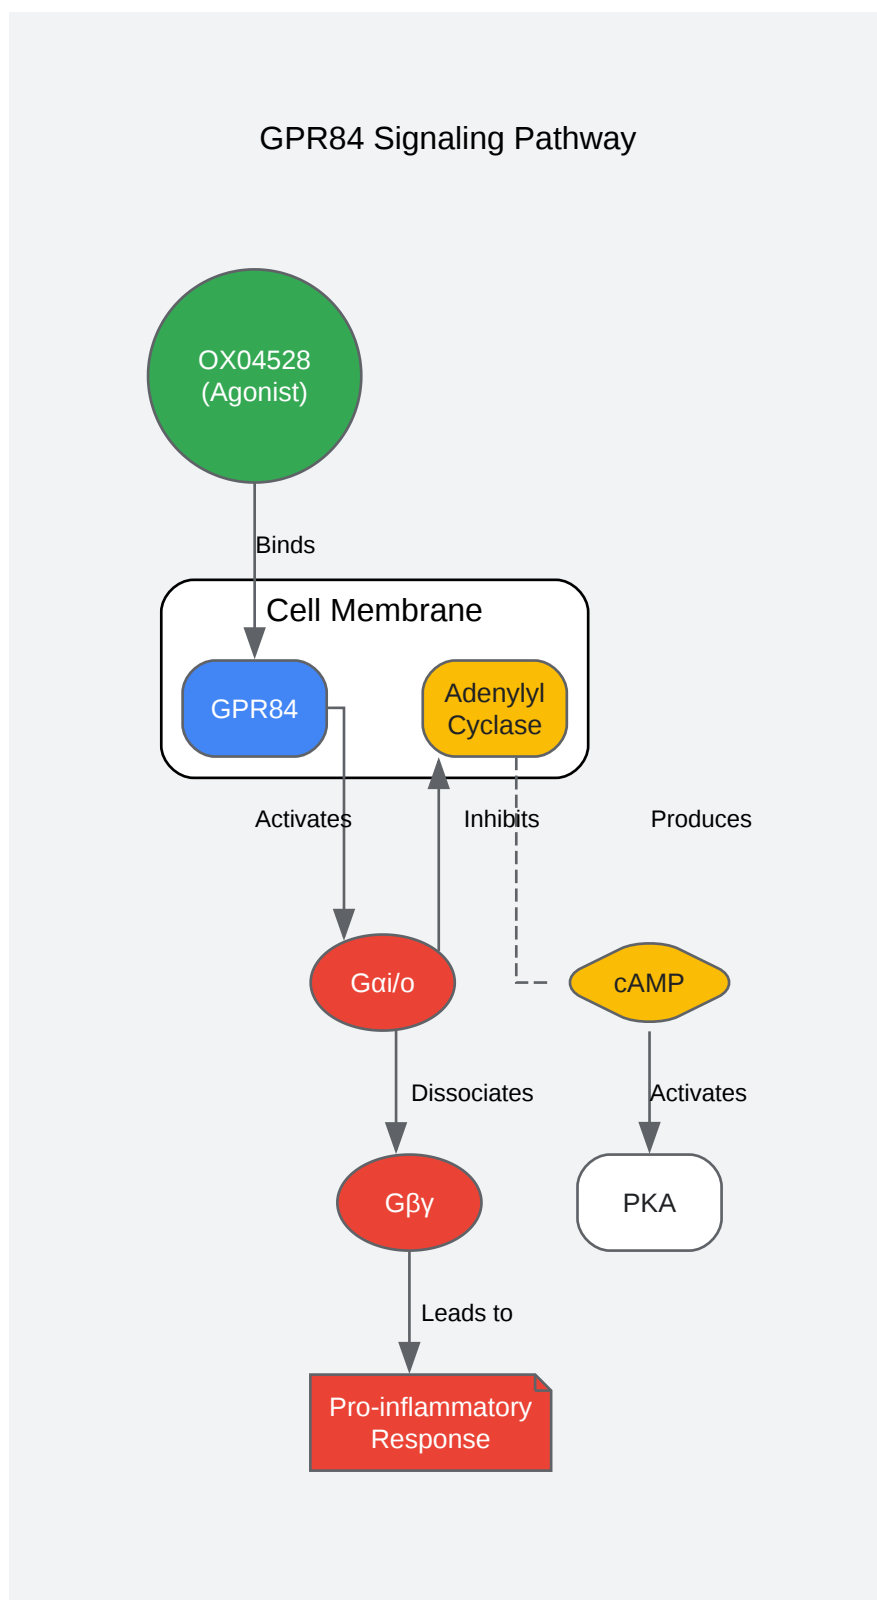 GPR84 Signaling Pathway
OX04528
(Agonist)
Binds
Cell Membrane
GPR84
Adenylyl
Cyclase
Activates
Inhibits
Produces
Gαi/o
cAMP
Dissociates
Activates
Gβγ
PKA
Leads to
Pro-inflammatory
Response